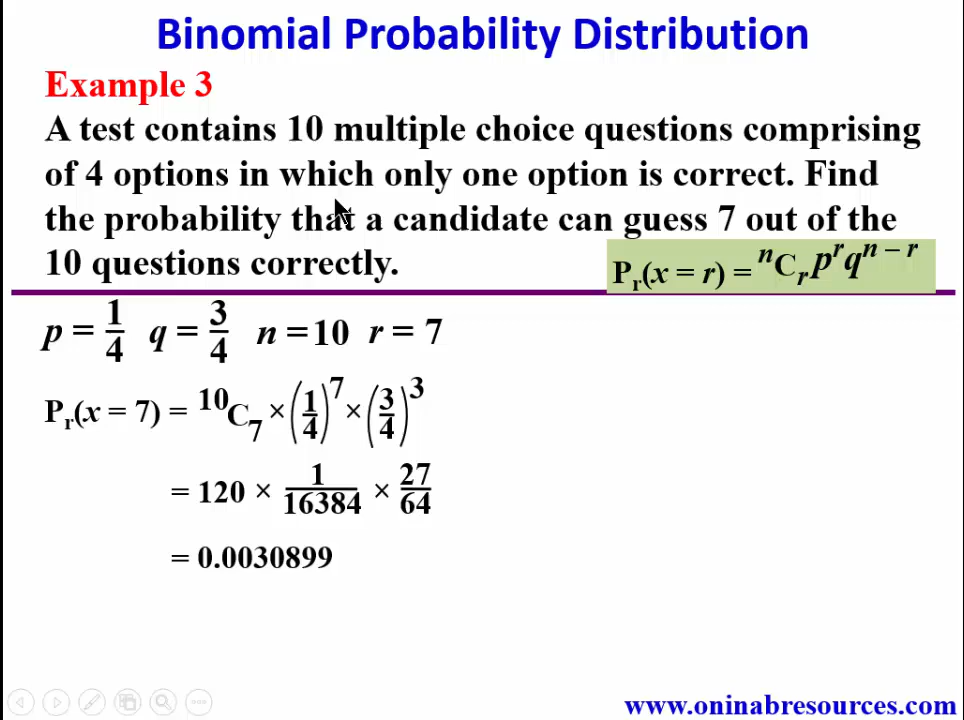 Binomial Probability Distribution
Example 3
A test contains 10 multiple choice questions comprising
of 4 options in which only one option is correct. Find
the probability that a candidate can guess 7 out of the
10 questions correctly.
Pr(x = r) = ⁿCᵣ pʳqⁿ⁻ʳ
p = 1/4 q = 3/4 n = 10 r = 7
Pr(x = 7) = ¹⁰C₇ × (1/4)⁷ × (3/4)³
= 120 × 1/16384 × 27/64
= 0.0030899
www.oninabresources.com